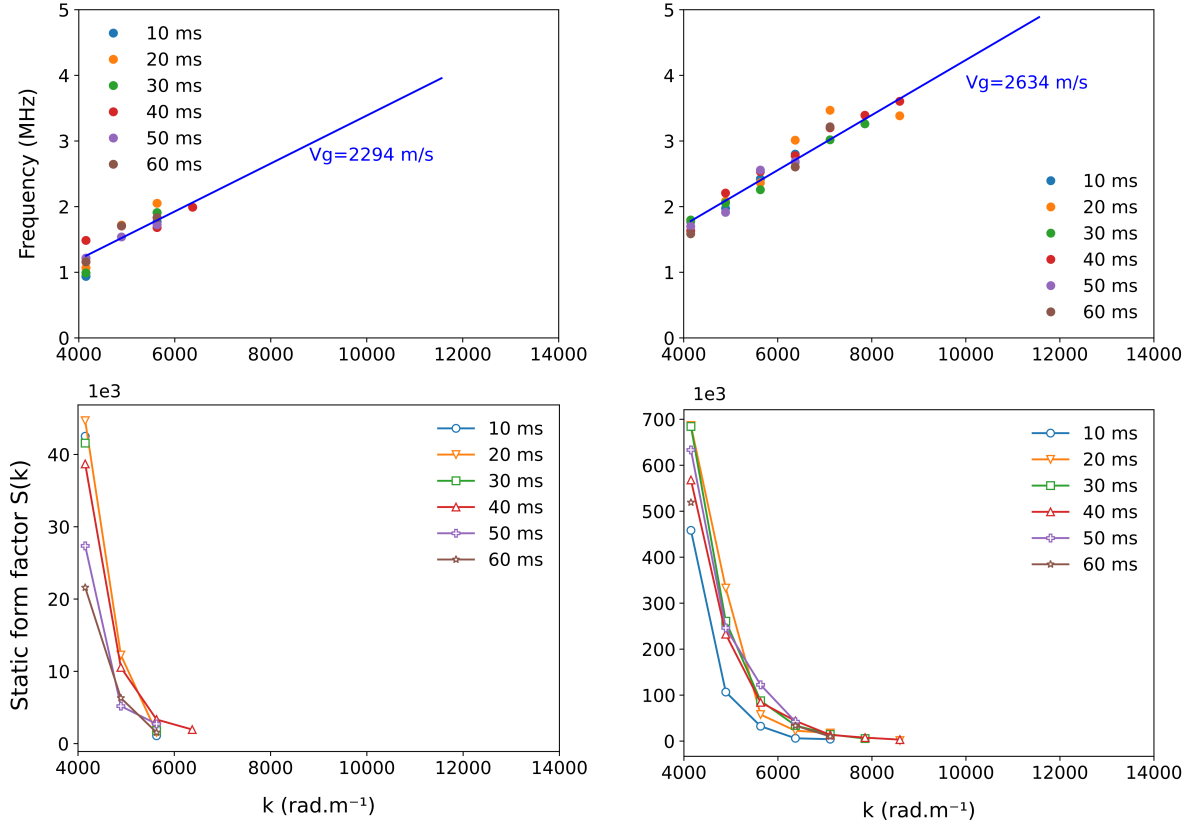 5
4
3
2
1
0
Frequency (MHz)
10 ms
20 ms
30 ms
40 ms
50 ms
60 ms
Vg=2294 m/s
4000 6000 8000 10000 12000 14000
5
4
3
2
1
0
Vg=2634 m/s
10 ms
20 ms
30 ms
40 ms
50 ms
60 ms
4000 6000 8000 10000 12000 14000
1e3
40
30
20
10
0
Static form factor S(k)
10 ms
20 ms
30 ms
40 ms
50 ms
60 ms
4000 6000 8000 10000 12000 14000
k (rad.m⁻¹)
1e3
700
600
500
400
300
200
100
0
10 ms
20 ms
30 ms
40 ms
50 ms
60 ms
4000 6000 8000 10000 12000 14000
k (rad.m⁻¹)